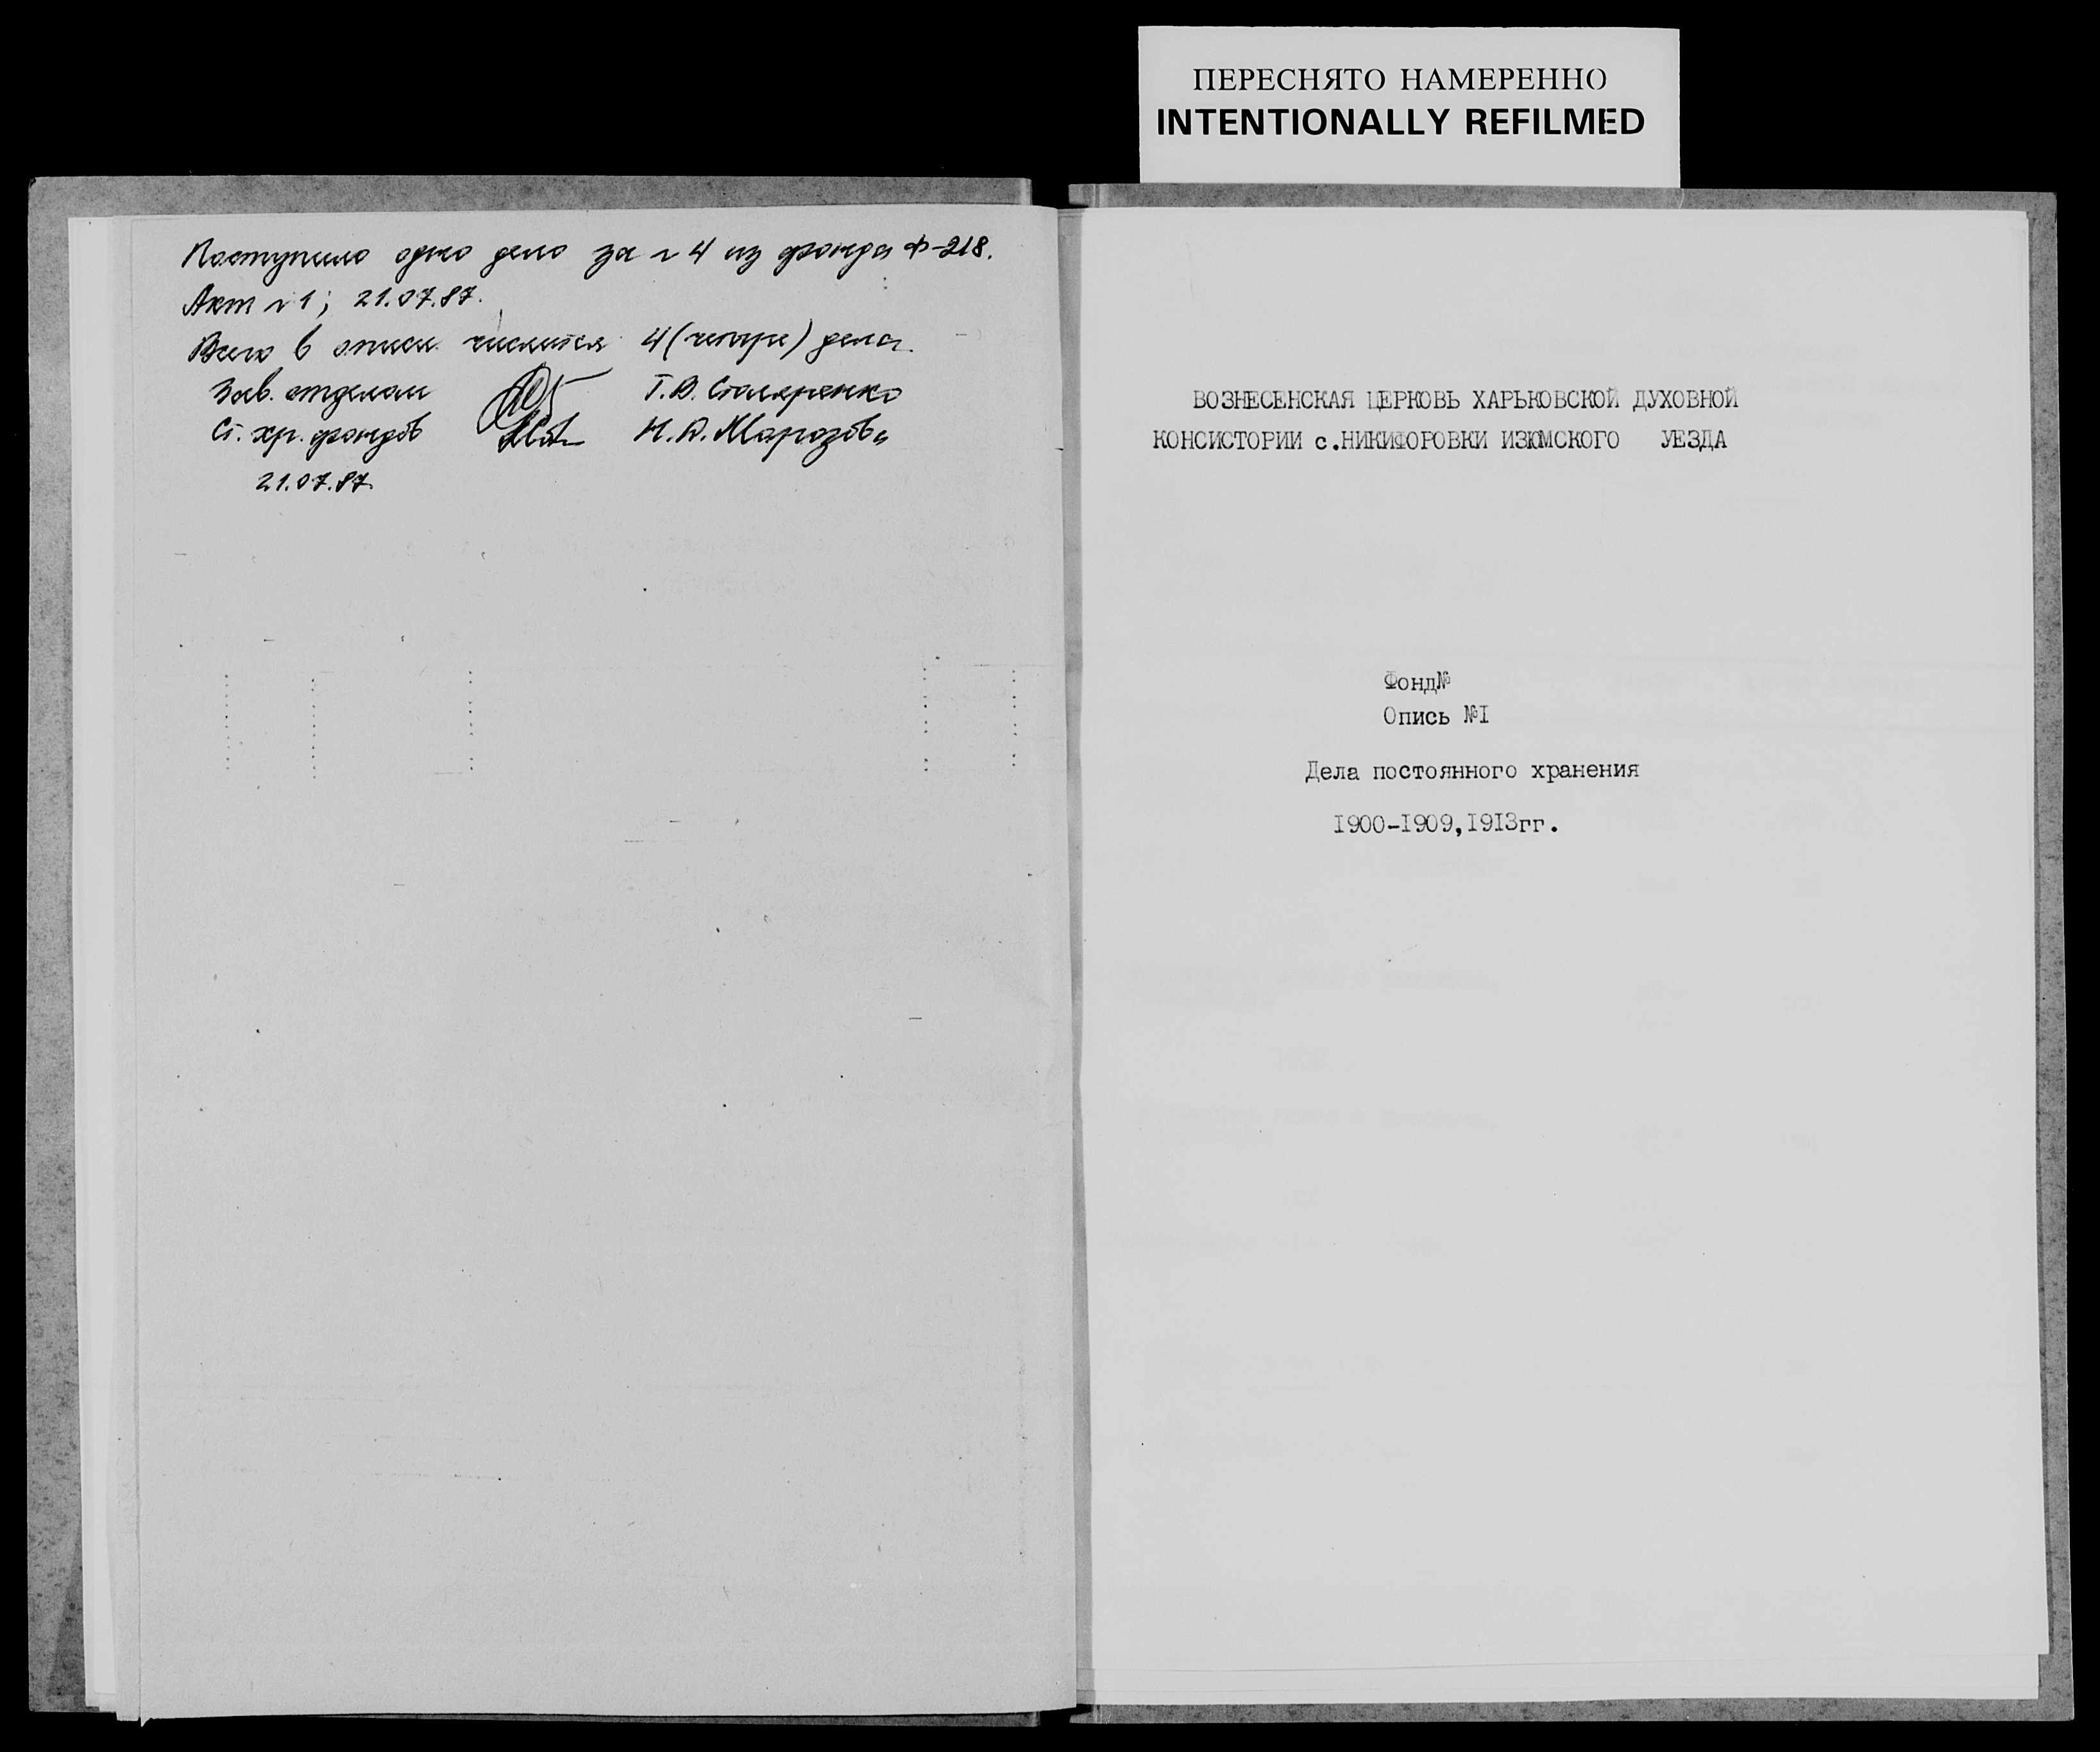 ПЕРЕСНЯТО НАМЕРЕННО
INTENTIONALLY REFILMED
Поступило одно дело за № 4 из фонда Ф-218.
Акт № 1; 21.07.87.
Всего в описи числится 4 (четыре) дела.
Зав. отделом Т.В. Столяренко
Ст. хр. фондов Н.А. Морозова
21.07.87.
ВОЗНЕСЕНСКАЯ ЦЕРКОВЬ ХАРЬКОВСКОЙ ДУХОВНОЙ
КОНСИСТОРИИ с.НИКИФОРОВКИ ИЗЮМСКОГО УЕЗДА
Фонд№
Опись №I
Дела постоянного хранения
I900-I909,I9I3гг.